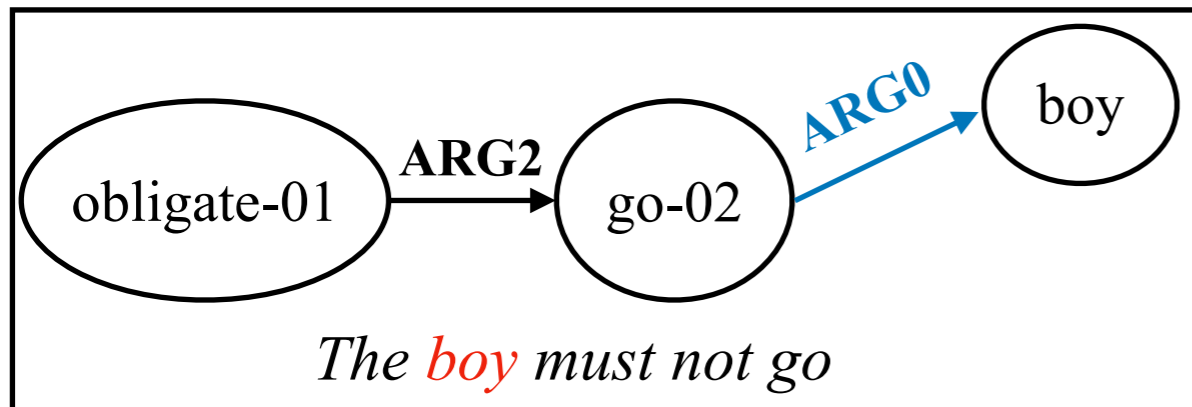 obligate-01
ARG2
go-02
ARG0
boy
The boy must not go